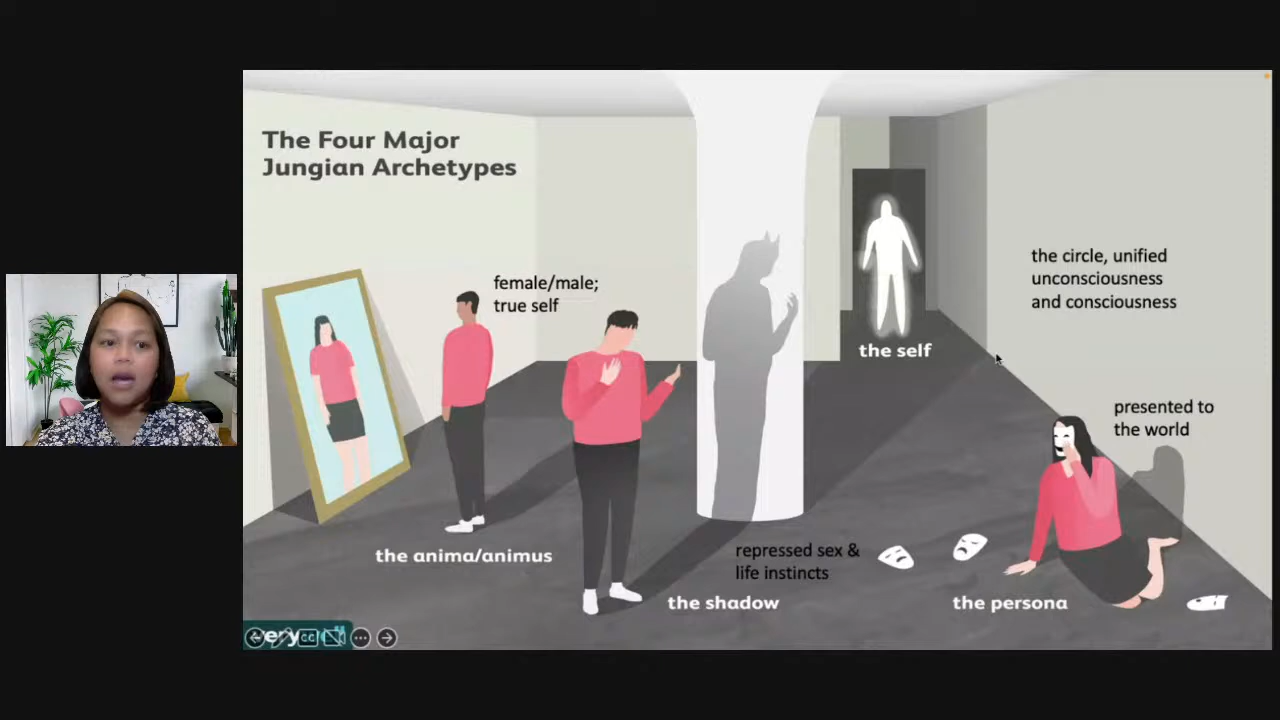 The Four Major
Jungian Archetypes
female/male;
true self
the circle, unified
unconsciousness
and consciousness
the self
presented to
the world
the anima/animus
repressed sex &
life instincts
the shadow
the persona
CC